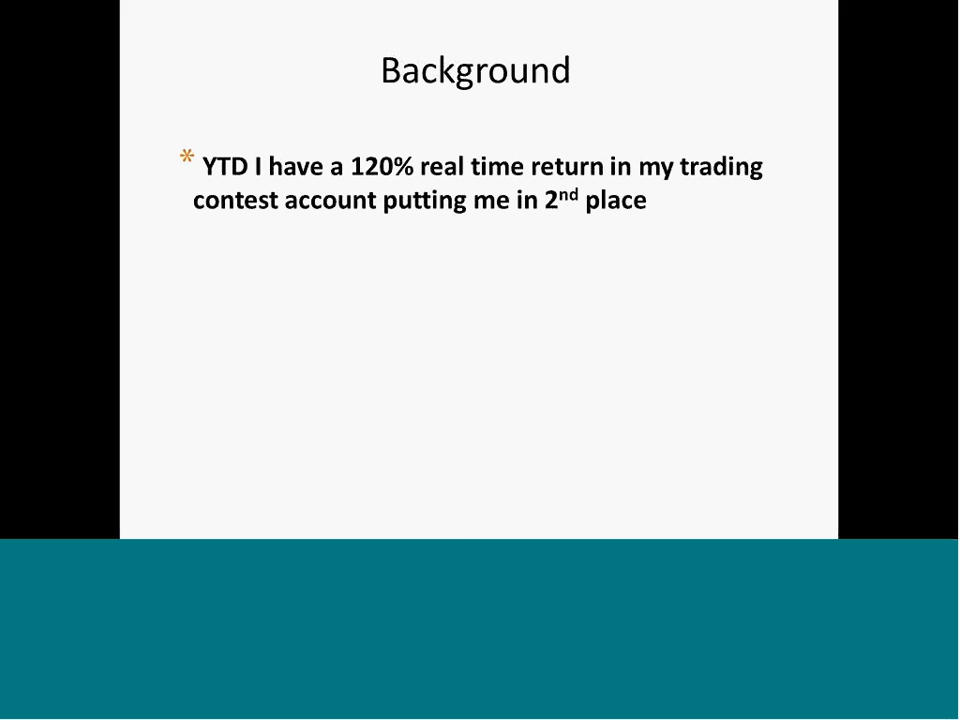 Background
* YTD I have a 120% real time return in my trading
contest account putting me in 2nd place